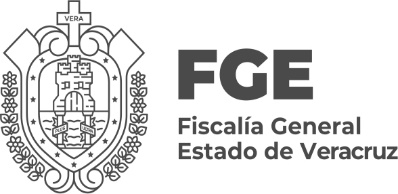 VERA
FGE
Fiscalía General
Estado de Veracruz